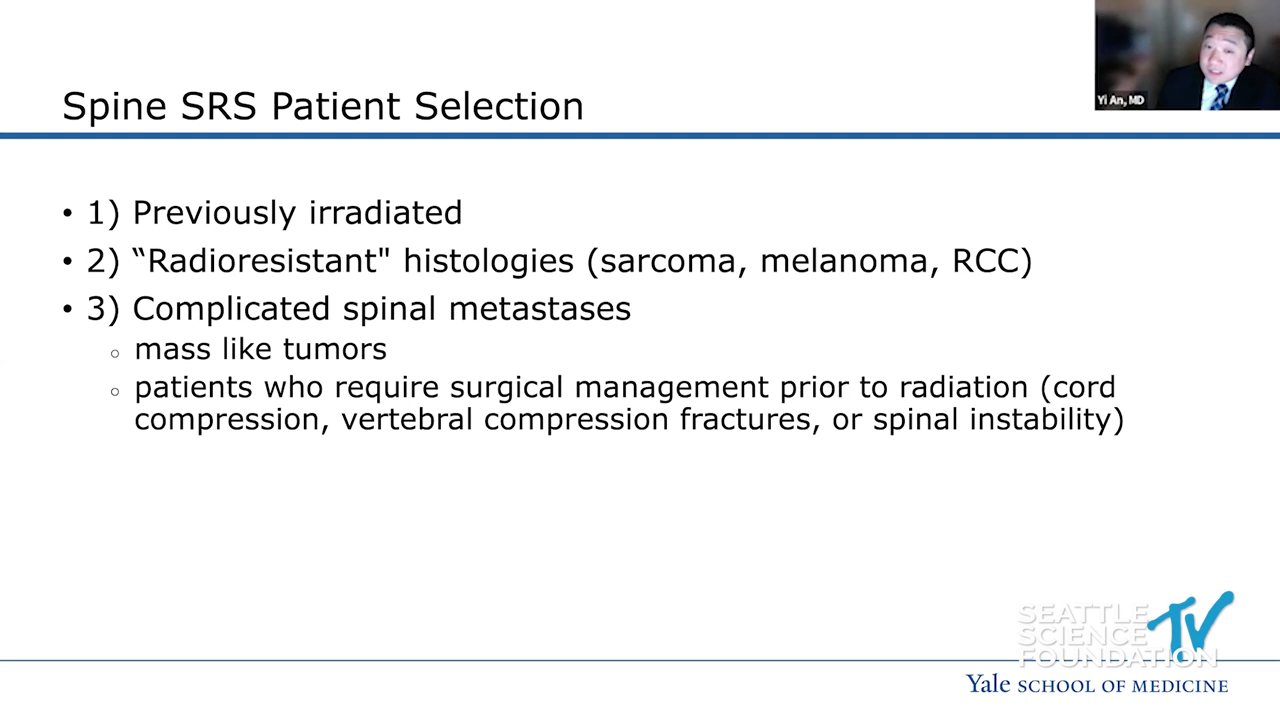 Yi An, MD
Spine SRS Patient Selection
• 1) Previously irradiated
• 2) “Radioresistant" histologies (sarcoma, melanoma, RCC)
• 3) Complicated spinal metastases
○ mass like tumors
○ patients who require surgical management prior to radiation (cord
compression, vertebral compression fractures, or spinal instability)
SEATTLE
SCIENCE
FOUNDATION
TV
Yale SCHOOL OF MEDICINE